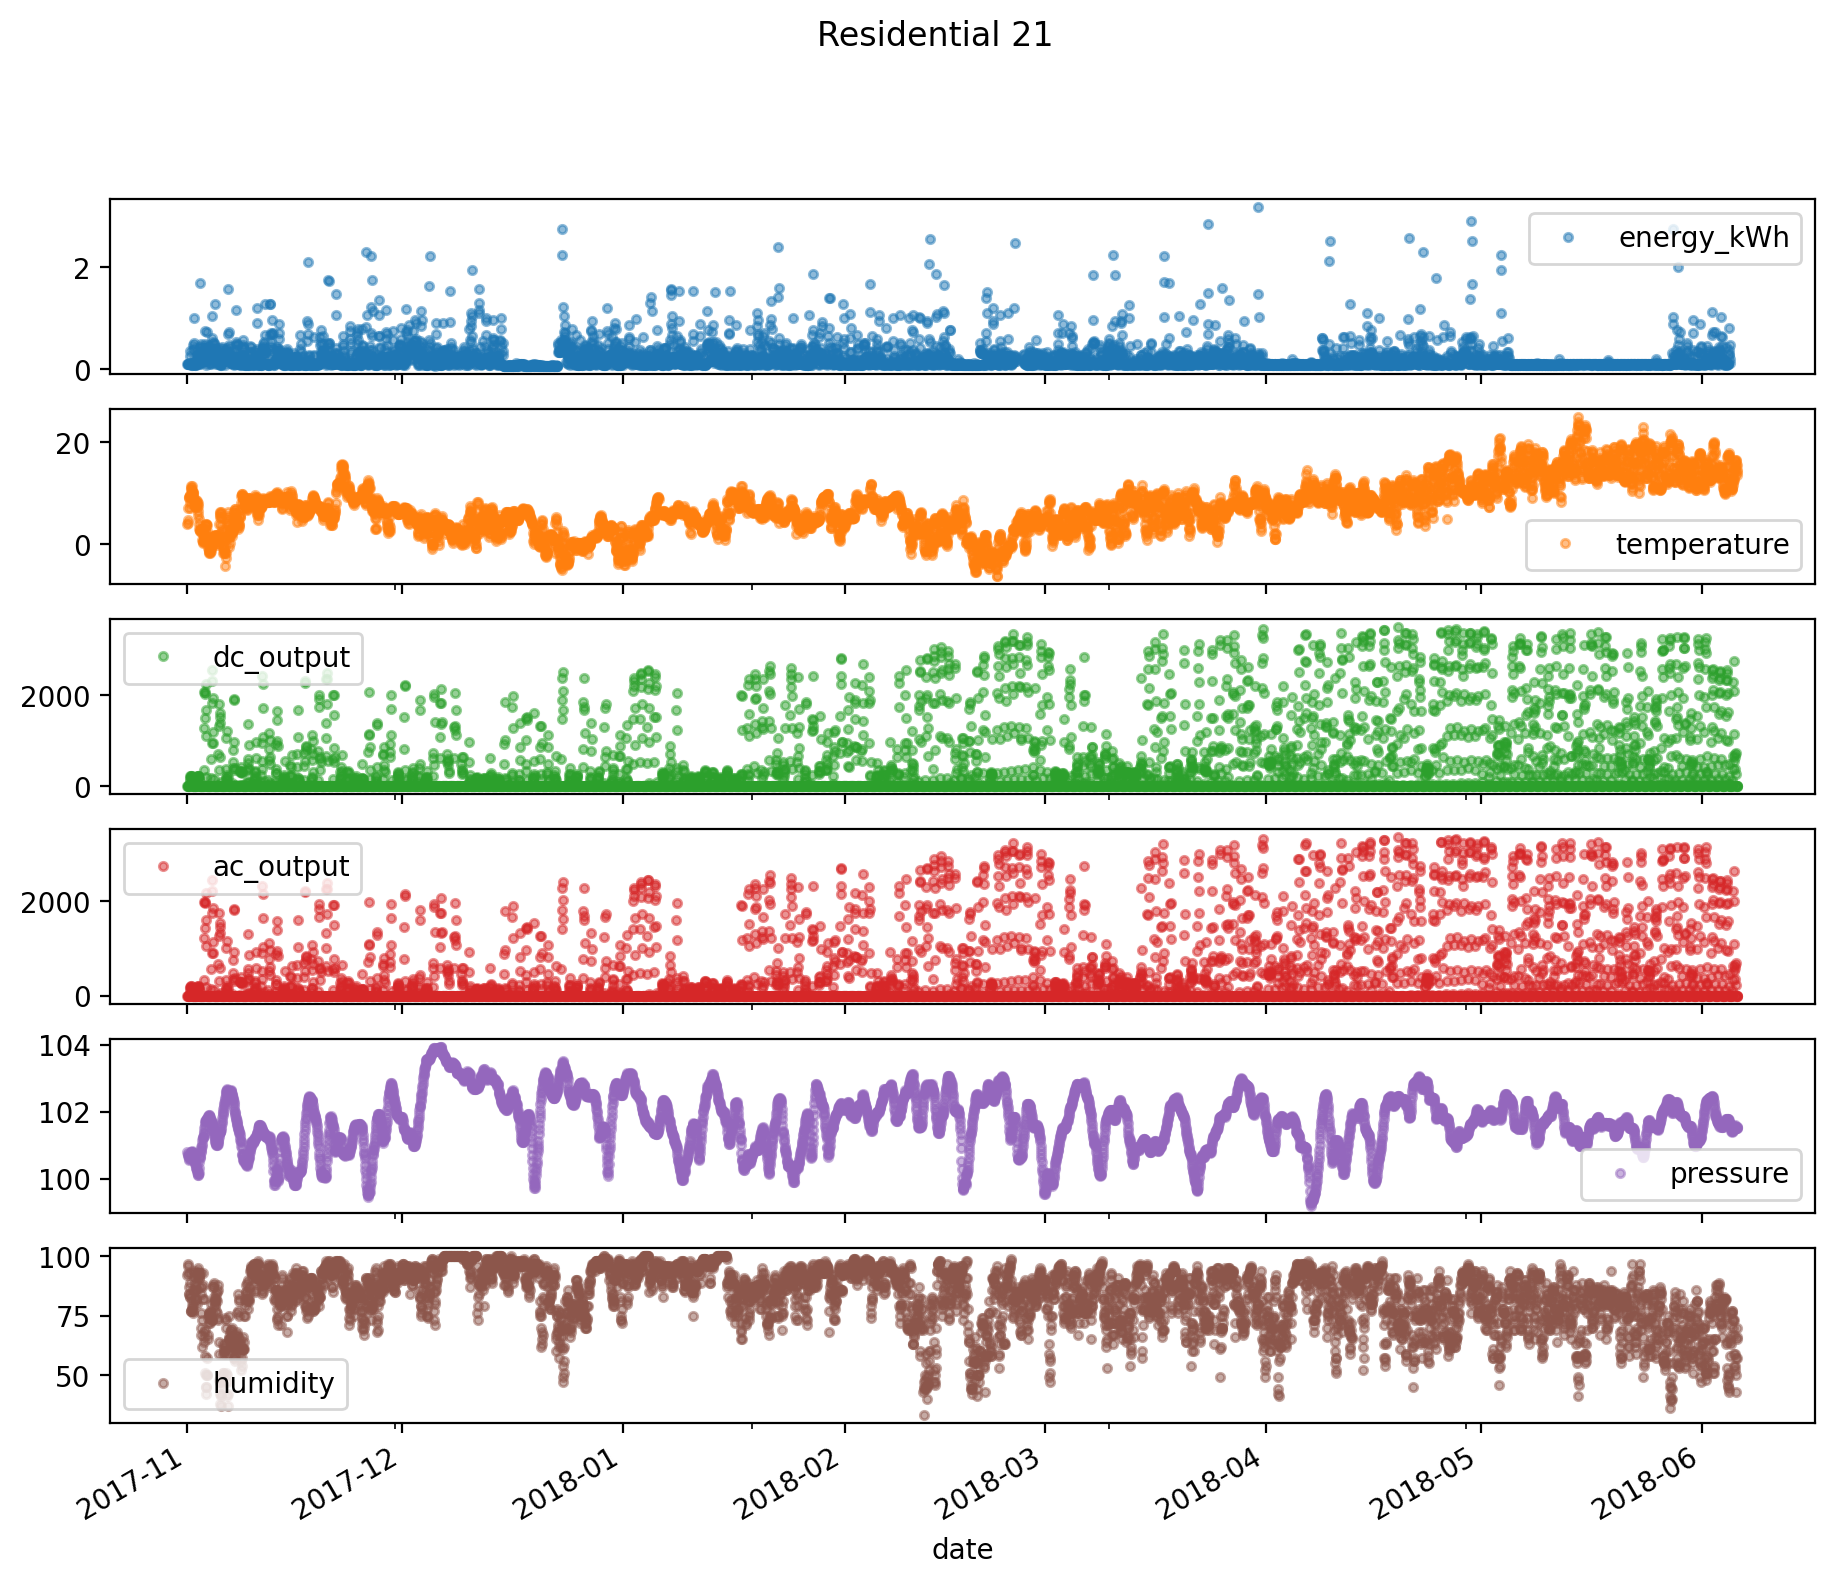 Residential 21
2
0
energy_kWh
20
0
temperature
2000
0
dc_output
2000
0
ac_output
104
102
100
pressure
100
75
50
humidity
2017-11
2017-12
2018-01
2018-02
2018-03
2018-04
2018-05
2018-06
date